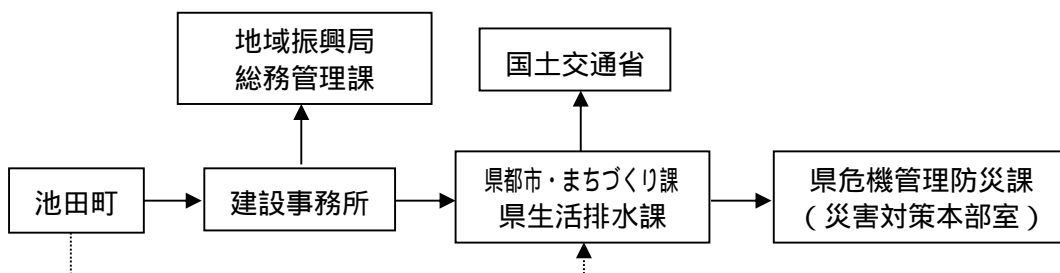 地域振興局
総務管理課
国土交通省
池田町
建設事務所
県都市・まちづくり課
県生活排水課
県危機管理防災課
(災害対策本部室)